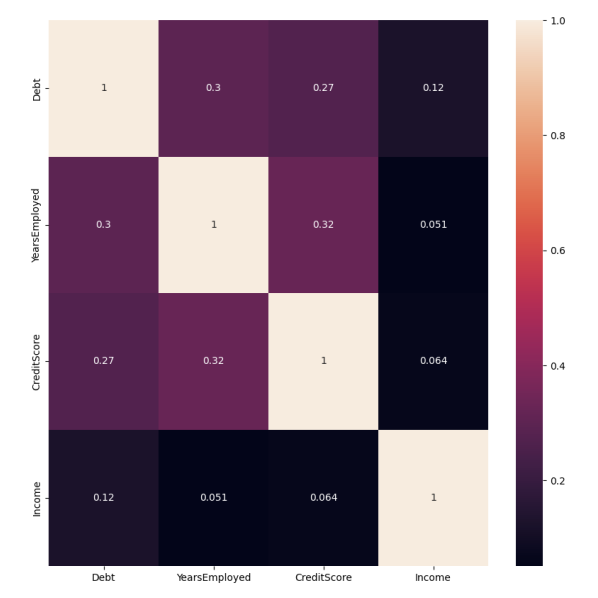 1.0
Debt 1 0.3 0.27 0.12
0.8
YearsEmployed 0.3 1 0.32 0.051
0.6
CreditScore 0.27 0.32 1 0.064
0.4
0.2
Income 0.12 0.051 0.064 1
Debt YearsEmployed CreditScore Income